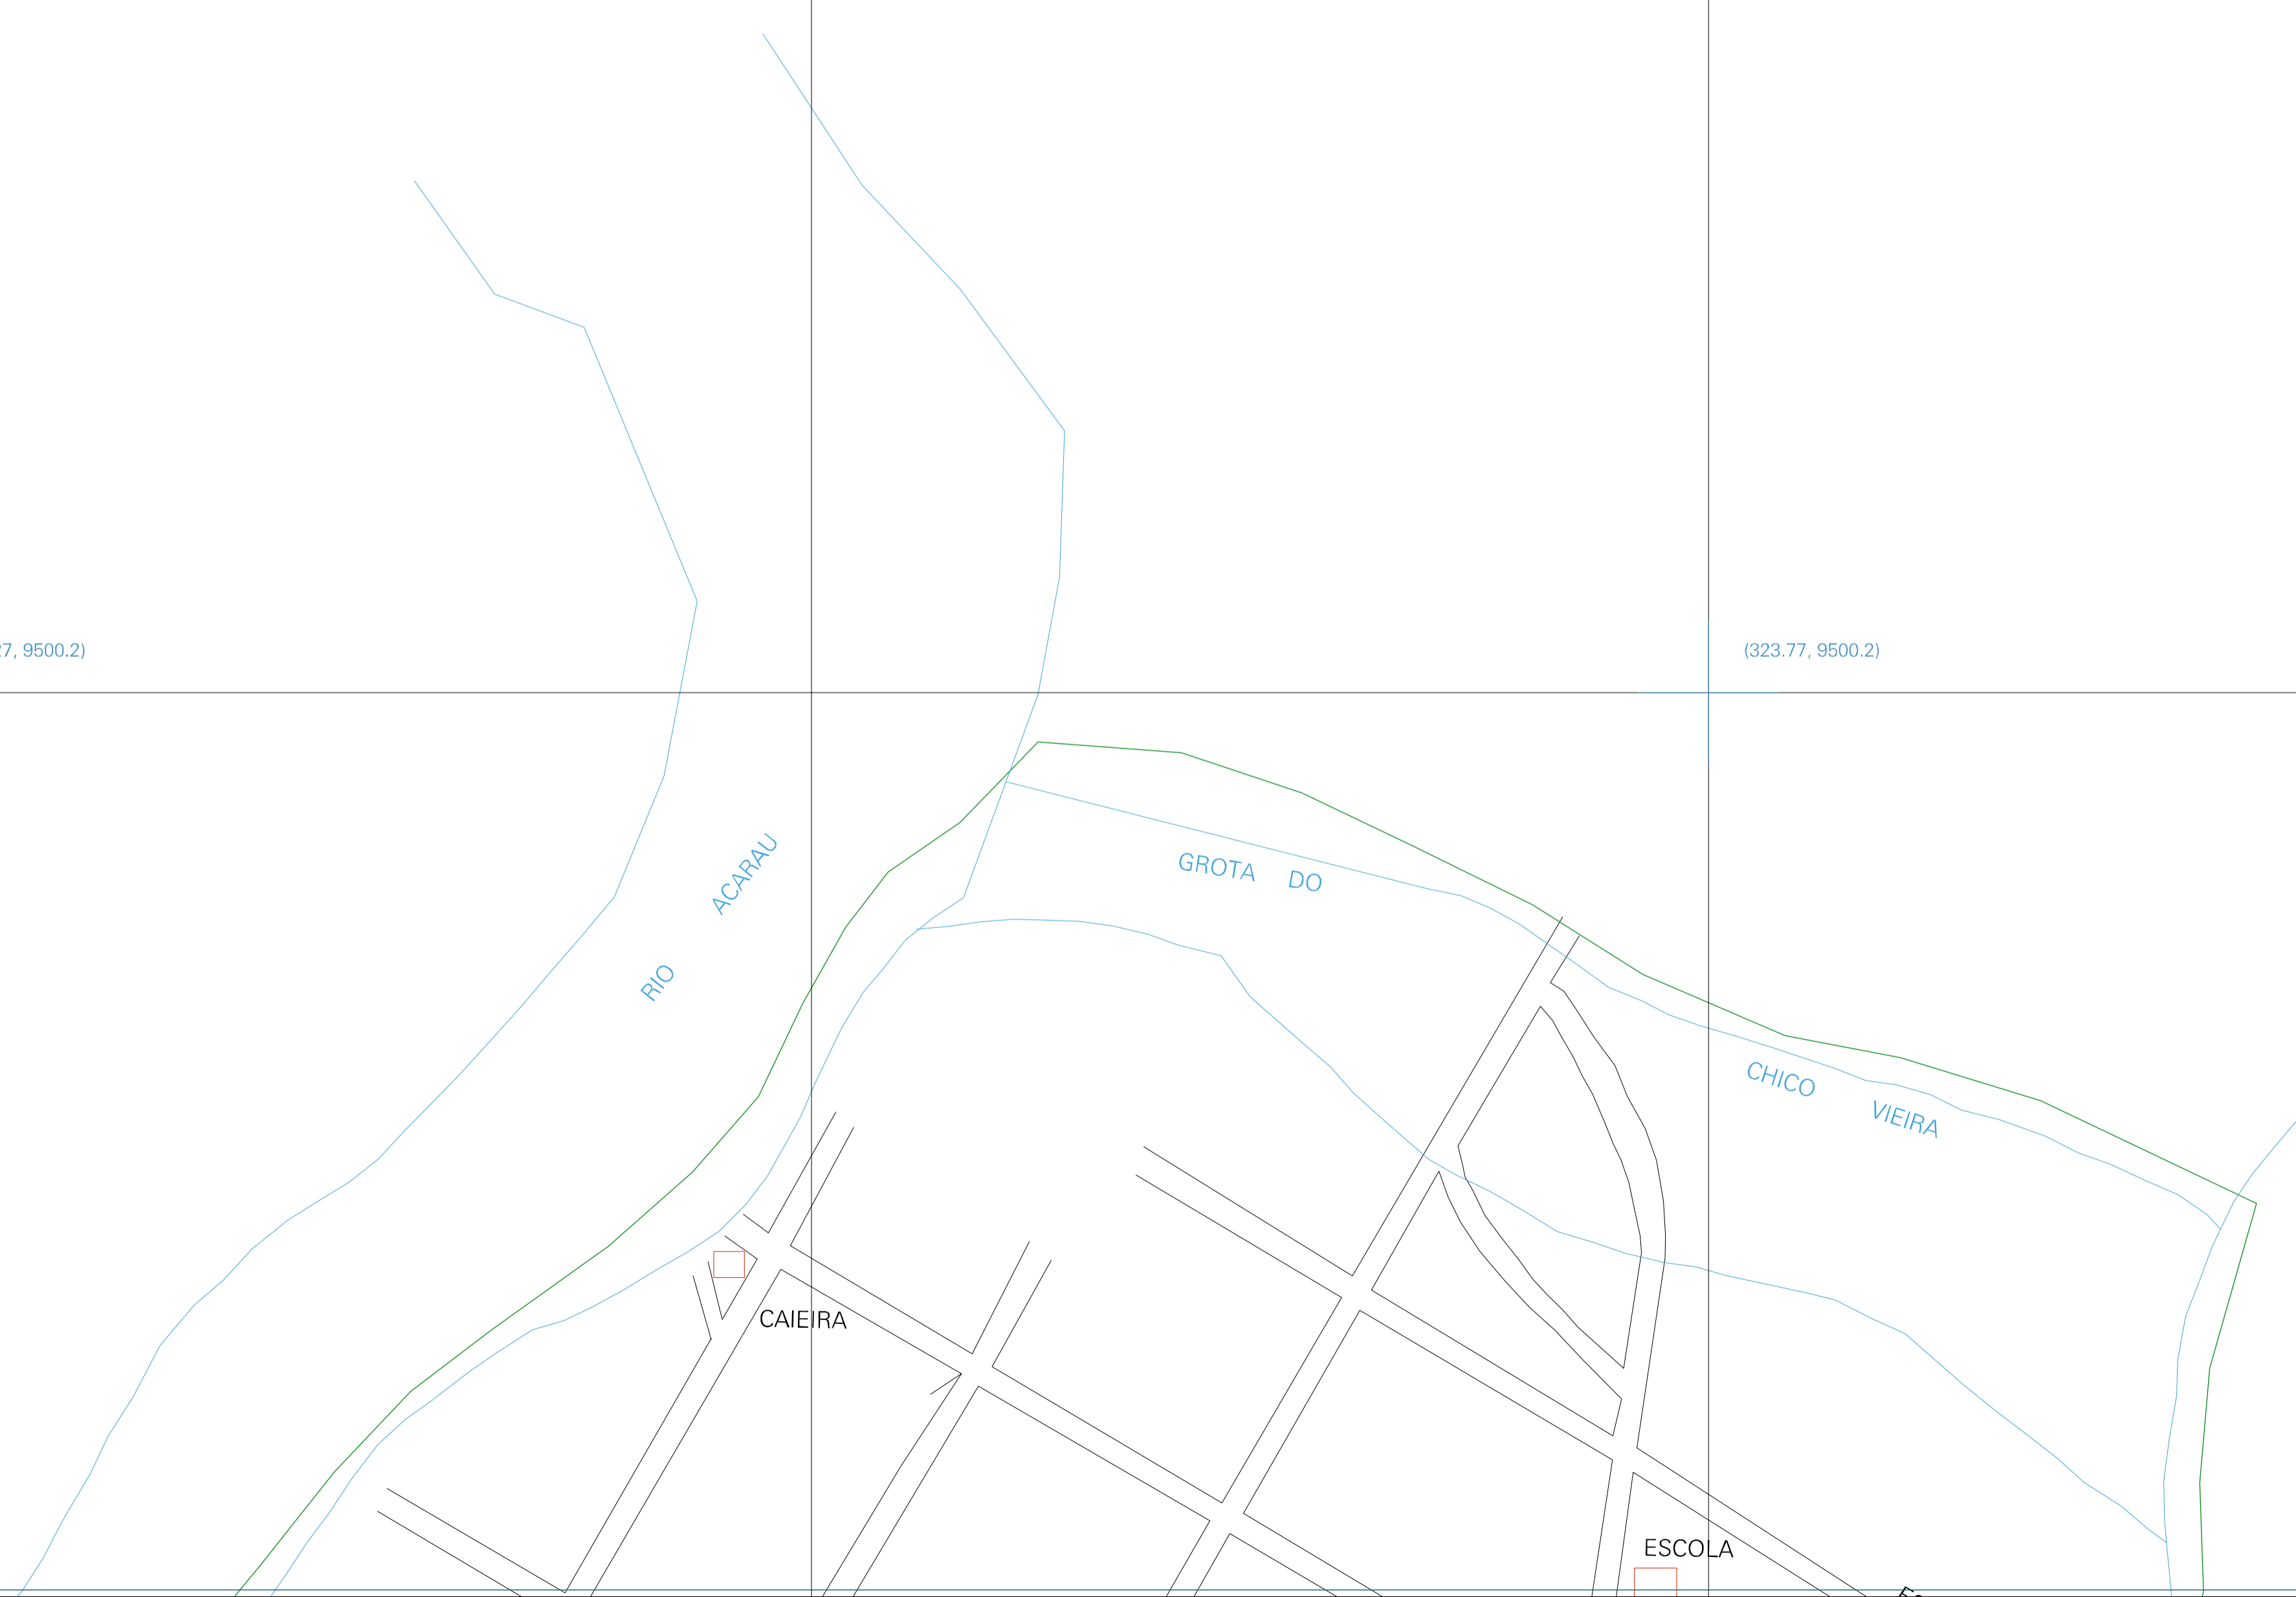 7, 9500.2)
(323.77, 9500.2)
RIO ACARAU
GROTA DO CHICO VIEIRA
CAIEIRA
ESCOLA